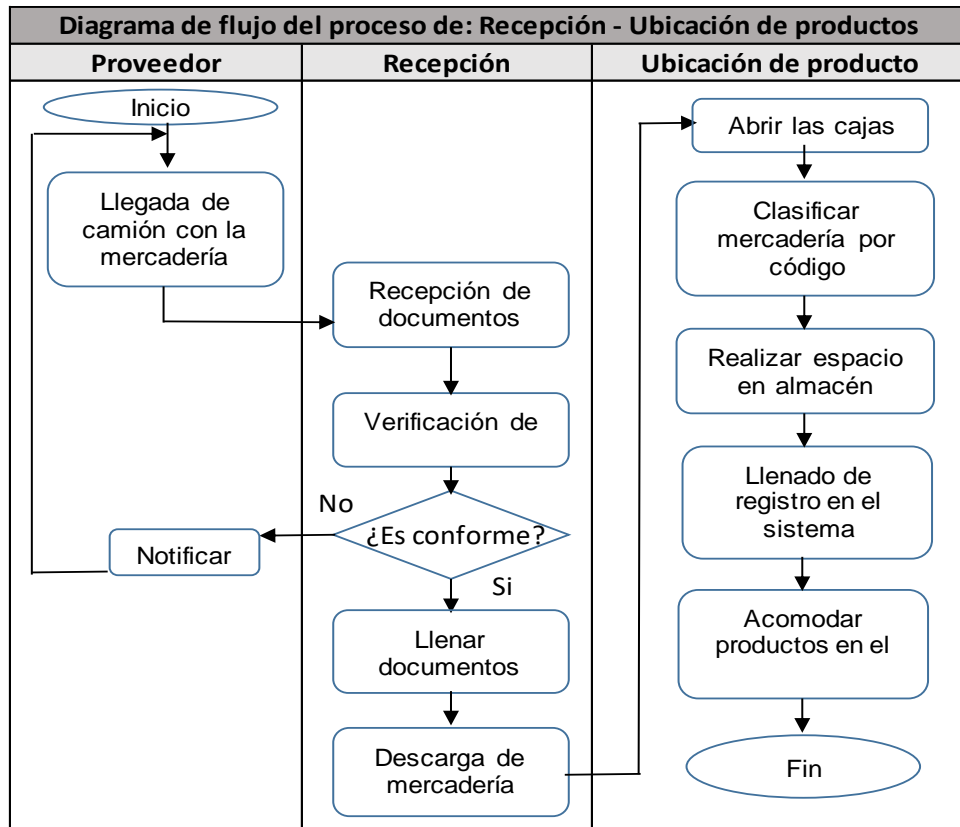 Diagrama de flujo del proceso de: Recepción - Ubicación de productos
Proveedor
Recepción
Ubicación de producto
Inicio
Llegada de
camión con la
mercadería
Recepción de
documentos
Verificación de
¿Es conforme?
No
Notificar
Si
Llenar
documentos
Descarga de
mercadería
Abrir las cajas
Clasificar
mercadería por
código
Realizar espacio
en almacén
Llenado de
registro en el
sistema
Acomodar
productos en el
Fin